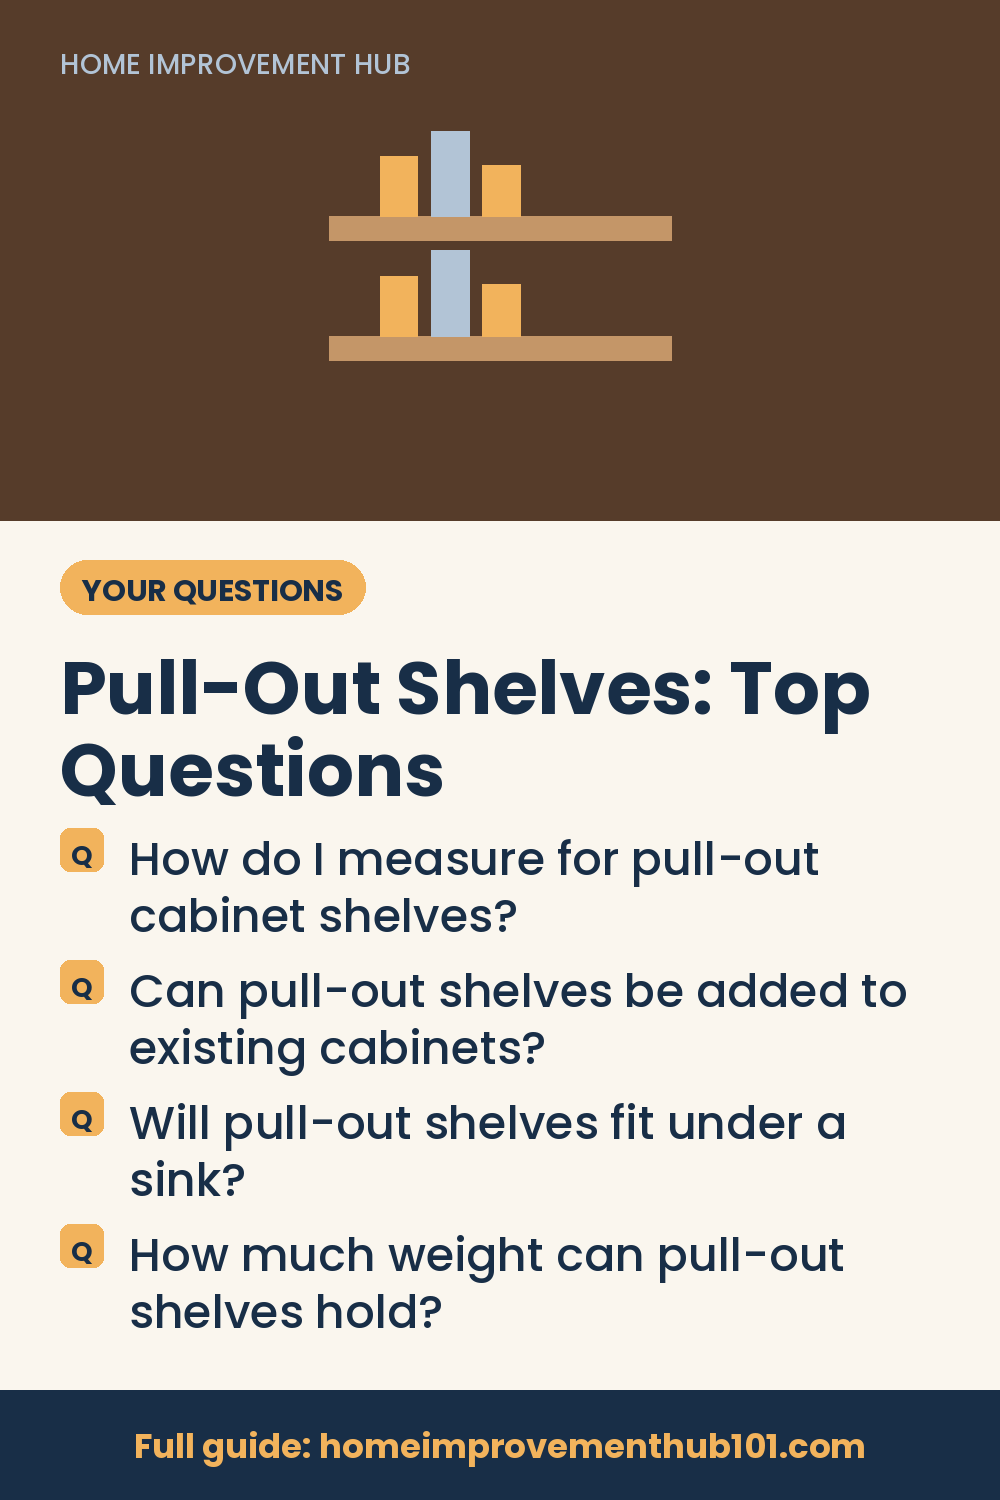 HOME IMPROVEMENT HUB
YOUR QUESTIONS
Pull-Out Shelves: Top
Questions
Q How do I measure for pull-out
cabinet shelves?
Q Can pull-out shelves be added to
existing cabinets?
Q Will pull-out shelves fit under a
sink?
Q How much weight can pull-out
shelves hold?
Full guide: homeimprovementhub101.com